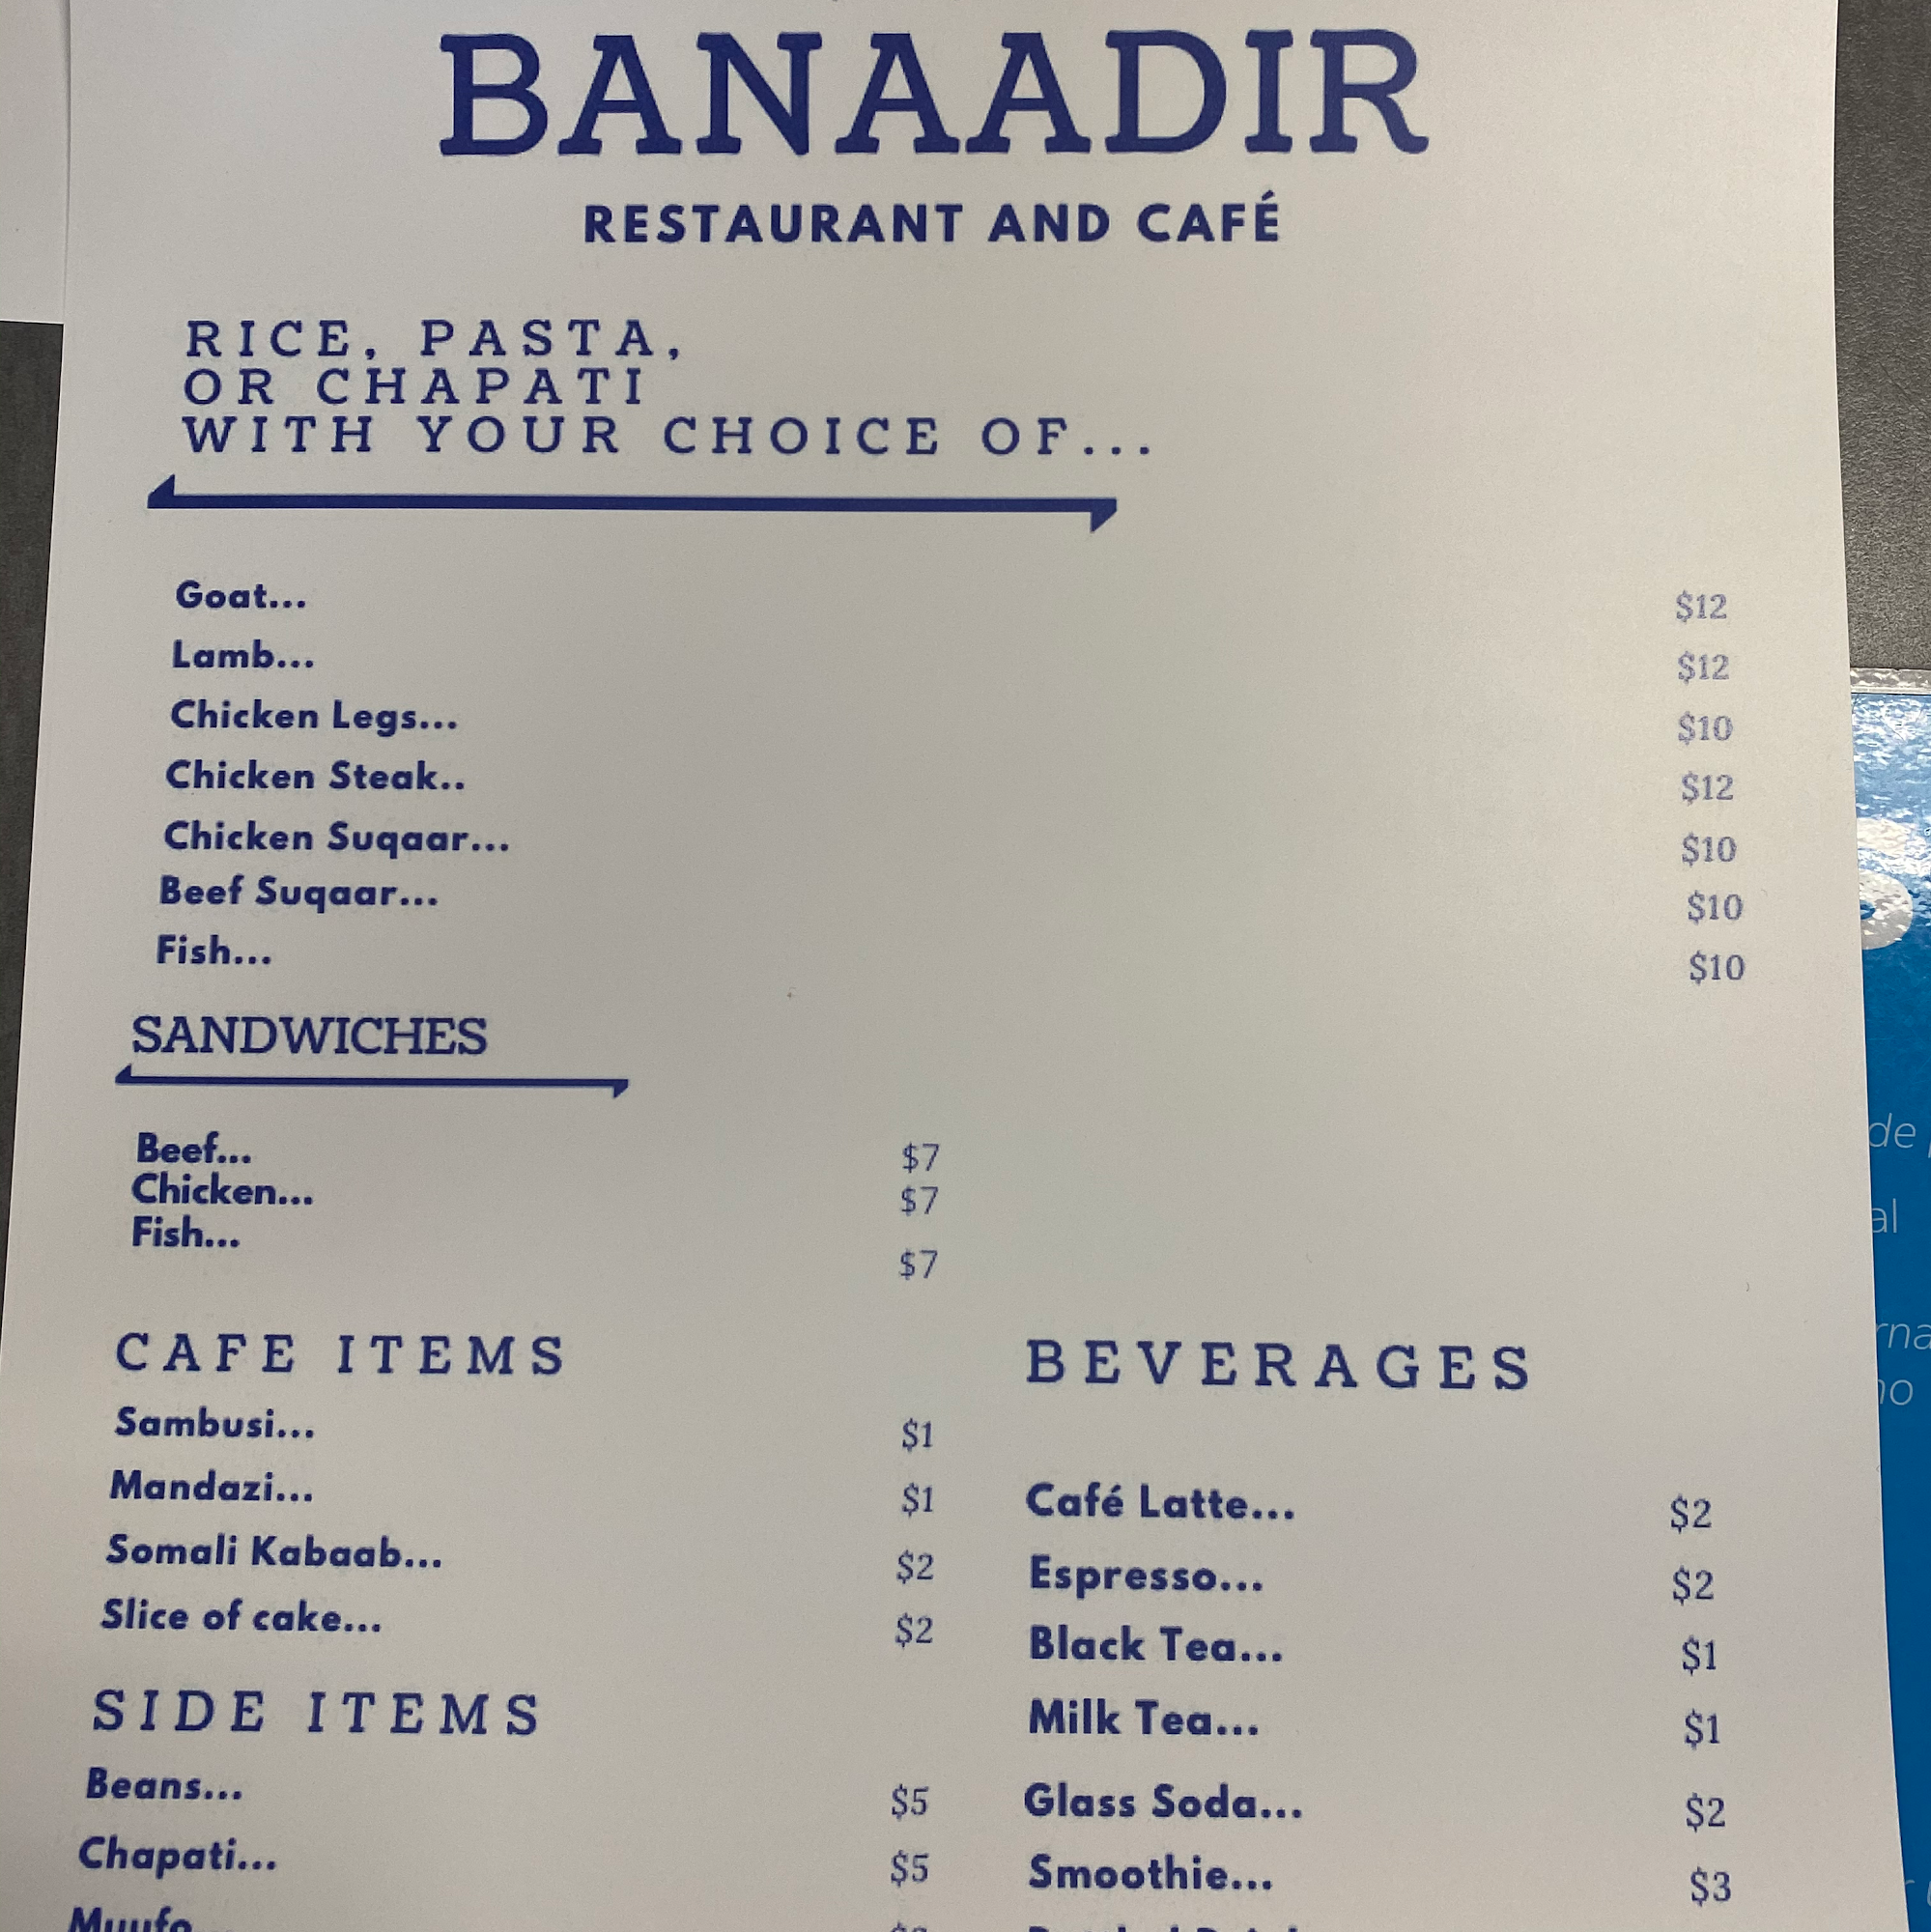 BANAADIR
RESTAURANT AND CAFÉ
RICE, PASTA,
OR CHAPATI
WITH YOUR CHOICE OF...
Goat... $12
Lamb... $12
Chicken Legs... $10
Chicken Steak.. $12
Chicken Suqaar... $10
Beef Suqaar... $10
Fish... $10
SANDWICHES
Beef... $7
Chicken... $7
Fish... $7
CAFE ITEMS
Sambusi... $1
Mandazi... $1
Somali Kabaab... $2
Slice of cake... $2
SIDE ITEMS
Beans... $5
Chapati... $5
Muufo...
BEVERAGES
Café Latte... $2
Espresso... $2
Black Tea... $1
Milk Tea... $1
Glass Soda... $2
Smoothie... $3
de
al